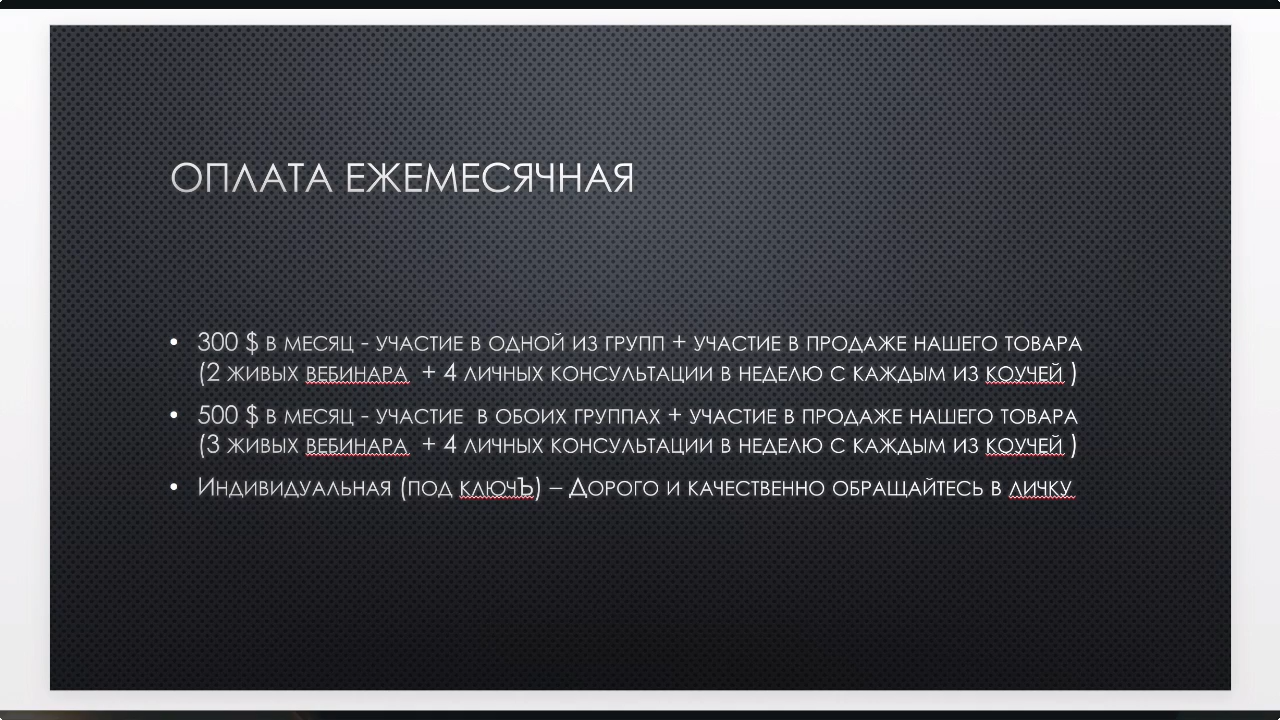 ОПЛАТА ЕЖЕМЕСЯЧНАЯ
• 300 $ в месяц - участие в одной из групп + участие в продаже нашего товара
(2 живых вебинара + 4 личных консультации в неделю с каждым из коучей )
• 500 $ в месяц - участие в обоих группах + участие в продаже нашего товара
(3 живых вебинара + 4 личных консультации в неделю с каждым из коучей )
• Индивидуальная (под ключЪ) – Дорого и качественно обращайтесь в личку